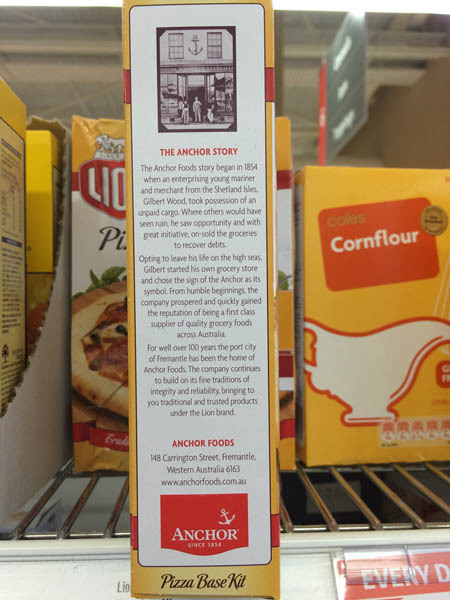 THE ANCHOR STORY
The Anchor Foods story began in 1854
when an enterprising young mariner
and merchant from the Shetland Isles,
Gilbert Wood, took possession of an
unpaid cargo. Where others would have
seen ruin, he saw opportunity and with
great initiative, on-sold the groceries
to recover debts.
Opting to leave his life on the high seas,
Gilbert started his own grocery store
and chose the sign of the Anchor as its
symbol. From humble beginnings, the
company prospered and quickly gained
the reputation of being a first class
supplier of quality grocery foods
across Australia.
For well over 100 years the port city
of Fremantle has been the home of
Anchor Foods. The company continues
to build on its fine traditions of
integrity and reliability, bringing to
you traditional and trusted products
under the Lion brand.
ANCHOR FOODS
148 Carrington Street, Fremantle,
Western Australia 6163
www.anchorfoods.com.au
ANCHOR
SINCE 1854
Pizza Base Kit
LIO
Pi
Tradi
coles
Cornflour
Lio
EVERY D